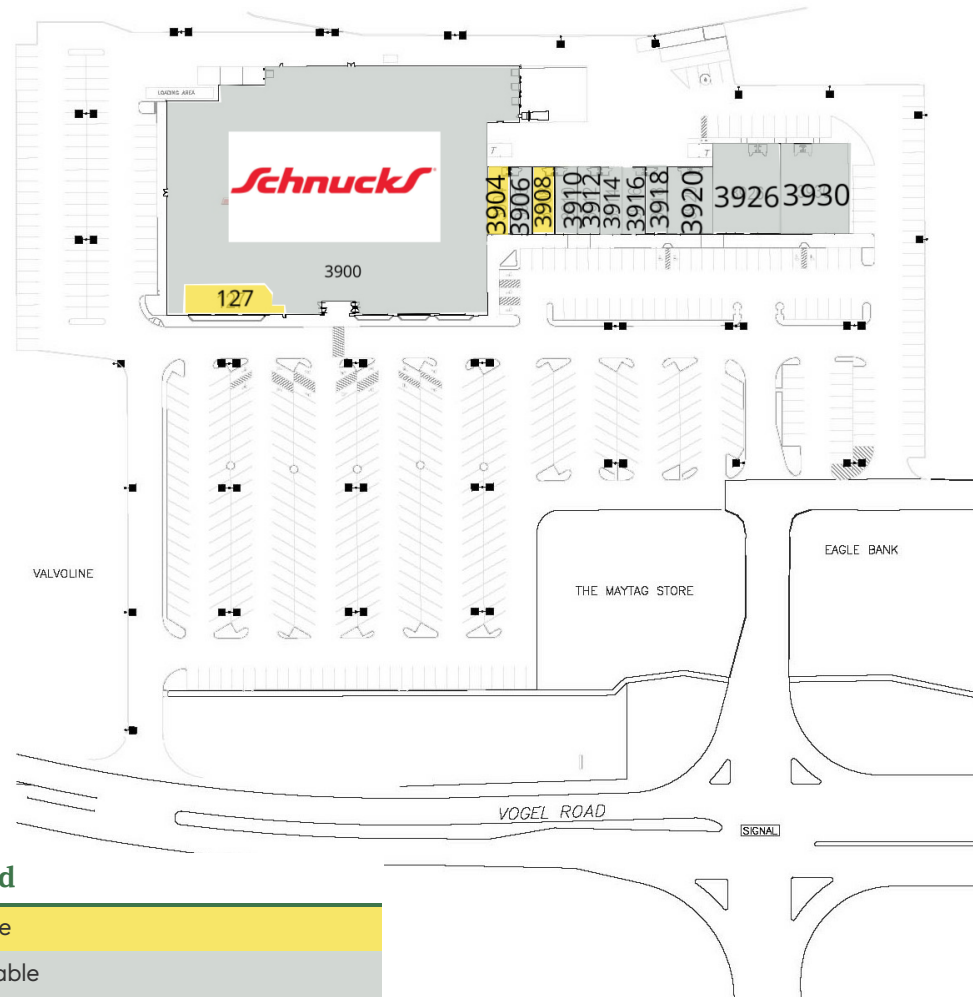 LOADING AREA
Schnucks
T
T
3904
3906
3908
3910
3912
3914
3916
3918
3920
3926
3930
3900
127
VALVOLINE
THE MAYTAG STORE
EAGLE BANK
VOGEL ROAD
SIGNAL
d
e
able